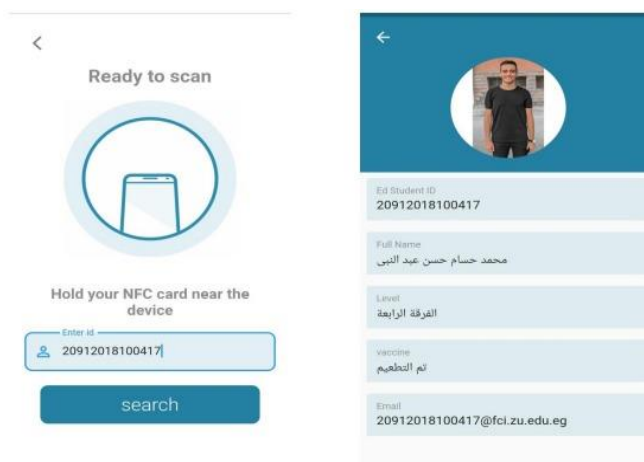 Ready to scan
Hold your NFC card near the
device
Enter id
20912018100417
search
Ed Student ID
20912018100417
Full Name
محمد حسام حسن عبد النبى
Level
الفرقة الرابعة
vaccine
تم التطعيم
Email
20912018100417@fci.zu.edu.eg